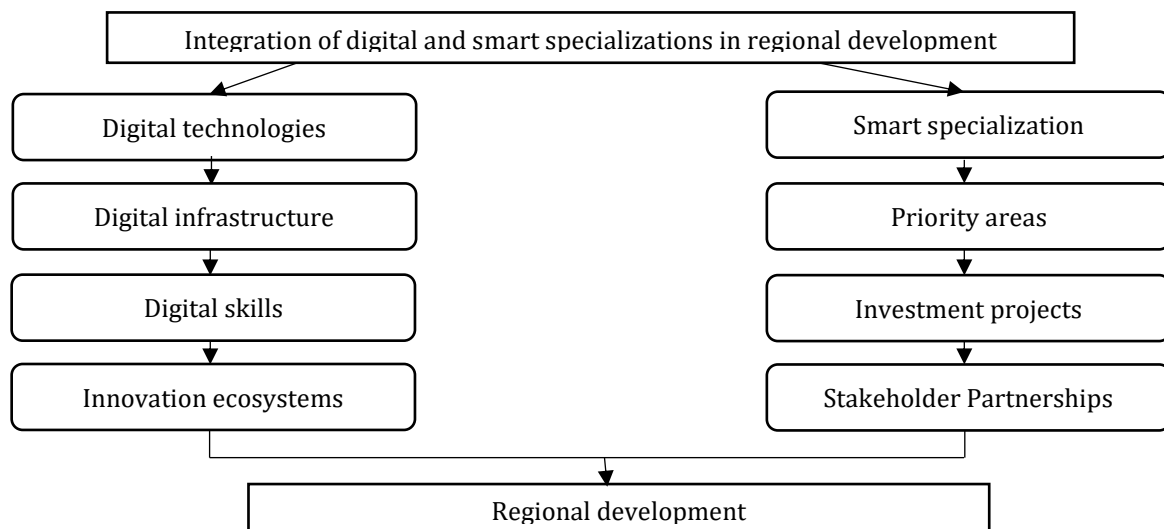 Integration of digital and smart specializations in regional development
Digital technologies
Smart specialization
Digital infrastructure
Priority areas
Digital skills
Investment projects
Innovation ecosystems
Stakeholder Partnerships
Regional development